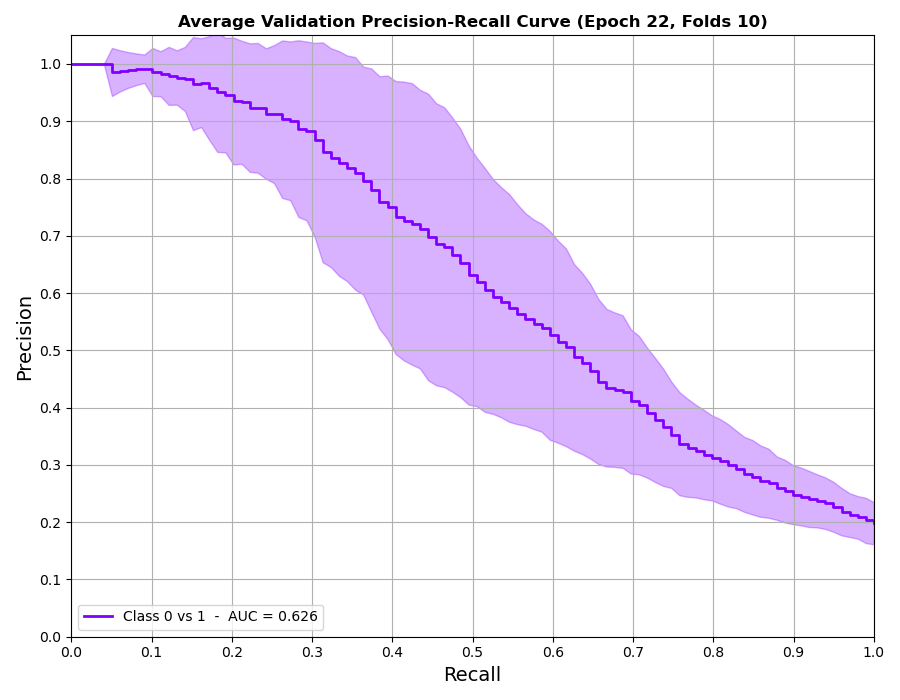 Average Validation Precision-Recall Curve (Epoch 22, Folds 10)
Precision
1.0
0.9
0.8
0.7
0.6
0.5
0.4
0.3
0.2
0.1
0.0
Class 0 vs 1 - AUC = 0.626
0.0 0.1 0.2 0.3 0.4 0.5 0.6 0.7 0.8 0.9 1.0
Recall